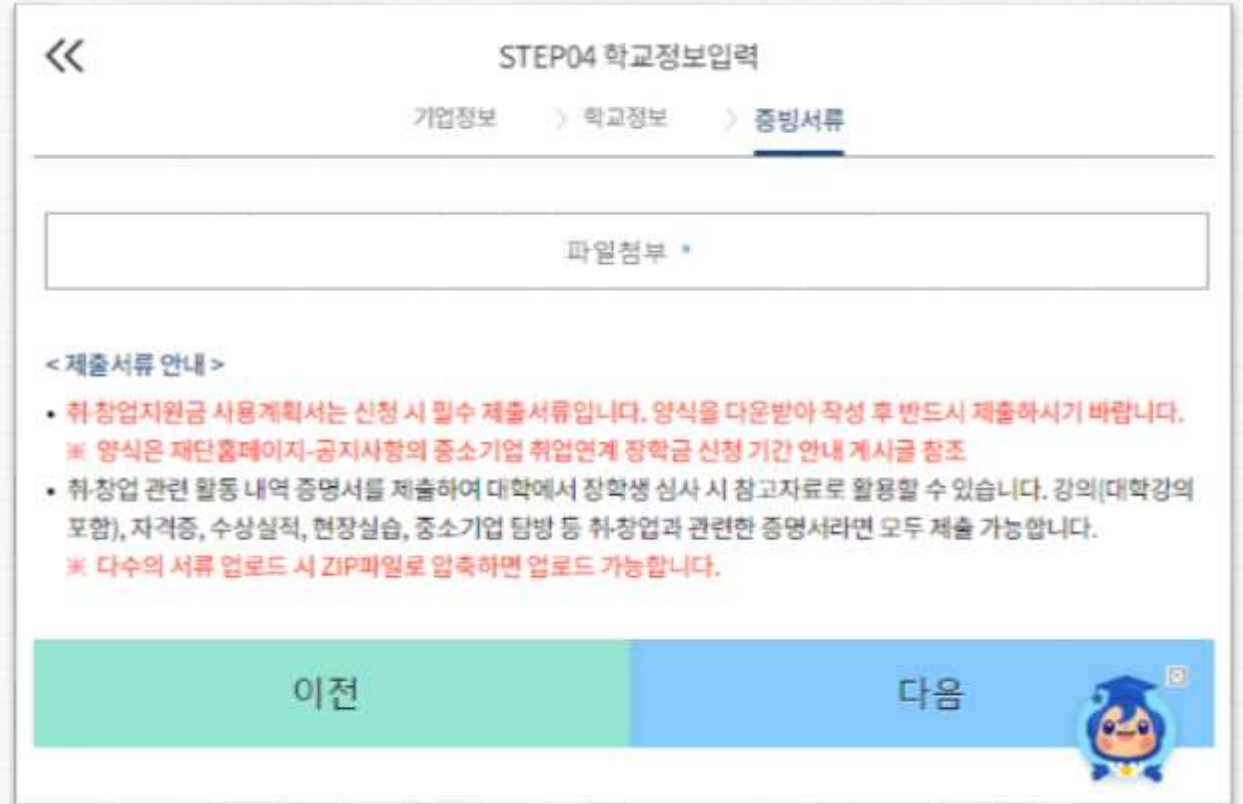 STEP04 학교정보입력
기업정보 > 학교정보 > 증빙서류
파일첨부 *
< 제출서류 안내 >
• 취·창업지원금 사용계획서는 신청 시 필수 제출서류입니다. 양식을 다운받아 작성 후 반드시 제출하시기 바랍니다.
※ 양식은 재단홈페이지-공지사항의 중소기업 취업연계 장학금 신청 기간 안내 게시글 참조
• 취·창업 관련 활동 내역 증명서를 제출하여 대학에서 장학생 심사 시 참고자료로 활용할 수 있습니다. 강의(대학강의
포함), 자격증, 수상실적, 현장실습, 중소기업 탐방 등 취·창업과 관련한 증명서라면 모두 제출 가능합니다.
※ 다수의 서류 업로드 시 ZIP파일로 압축하면 업로드 가능합니다.
이전 다음